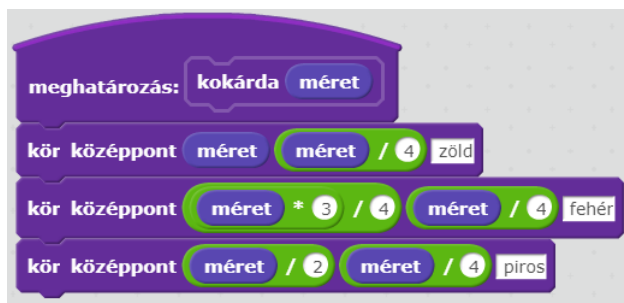 meghatározás: kokárda méret
kör középpont méret méret / 4 zöld
kör középpont méret * 3 / 4 méret / 4 fehér
kör középpont méret / 2 méret / 4 piros